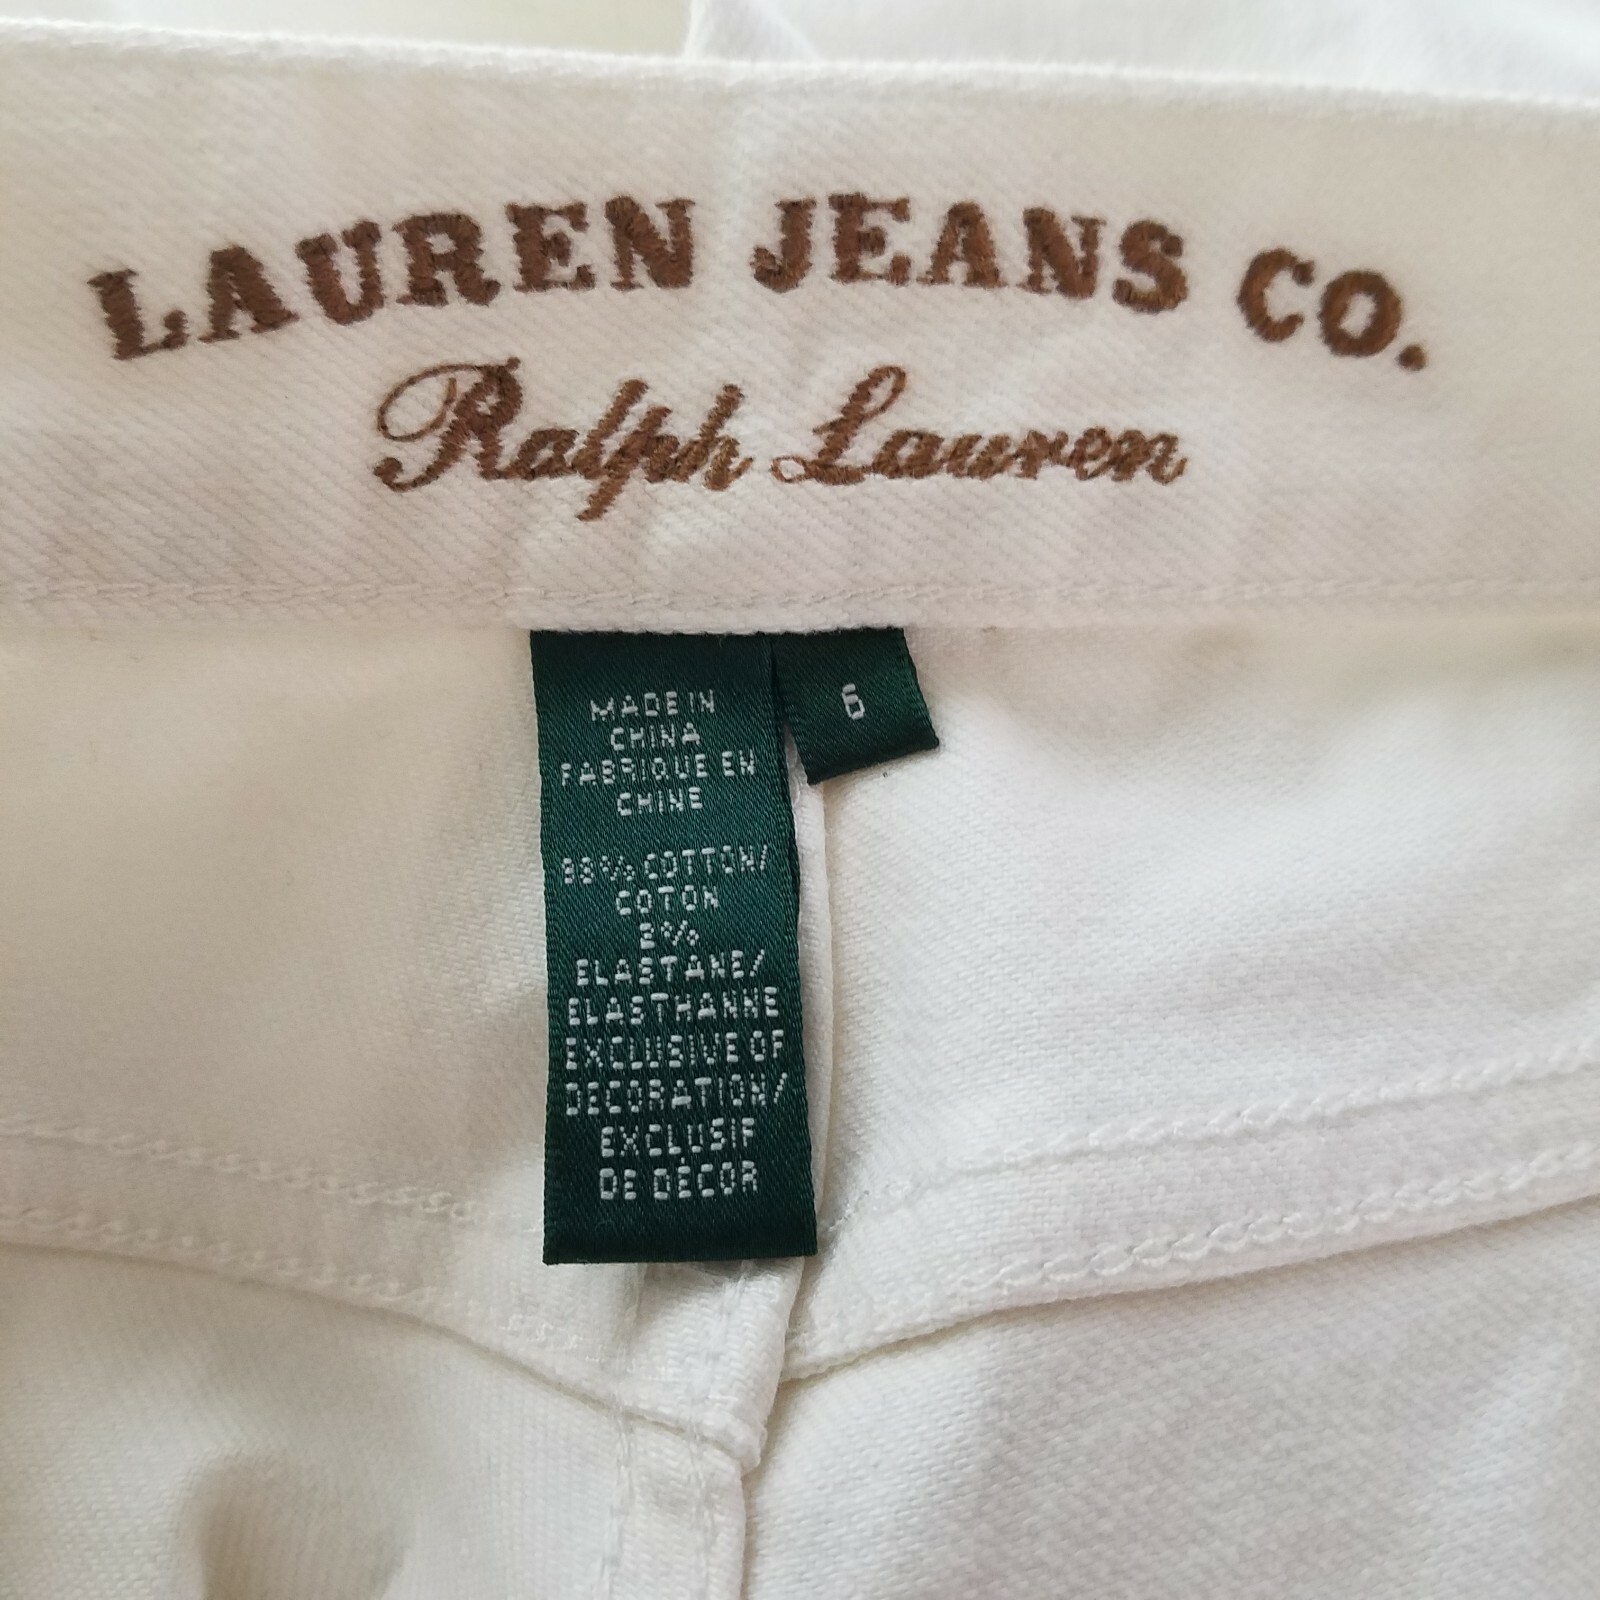 LAUREN JEANS CO.
Ralph Lauren
6
MADE IN
CHINA
FABRIQUE EN
CHINE
98% COTTON/
COTON
2%
ELASTANE/
ELASTHANNE
EXCLUSIVE OF
DECORATION/
EXCLUSIF
DE DÉCOR